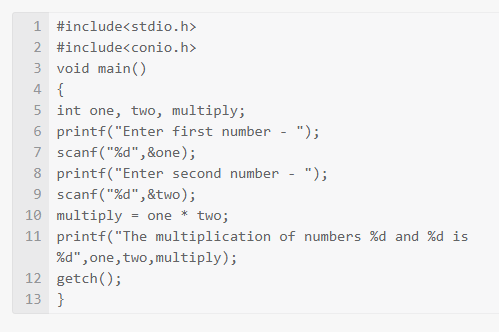 1 #include<stdio.h>
2 #include<conio.h>
3 void main()
4 {
5 int one, two, multiply;
6 printf("Enter first number - ");
7 scanf("%d",&one);
8 printf("Enter second number - ");
9 scanf("%d",&two);
10 multiply = one * two;
11 printf("The multiplication of numbers %d and %d is
%d",one,two,multiply);
12 getch();
13 }